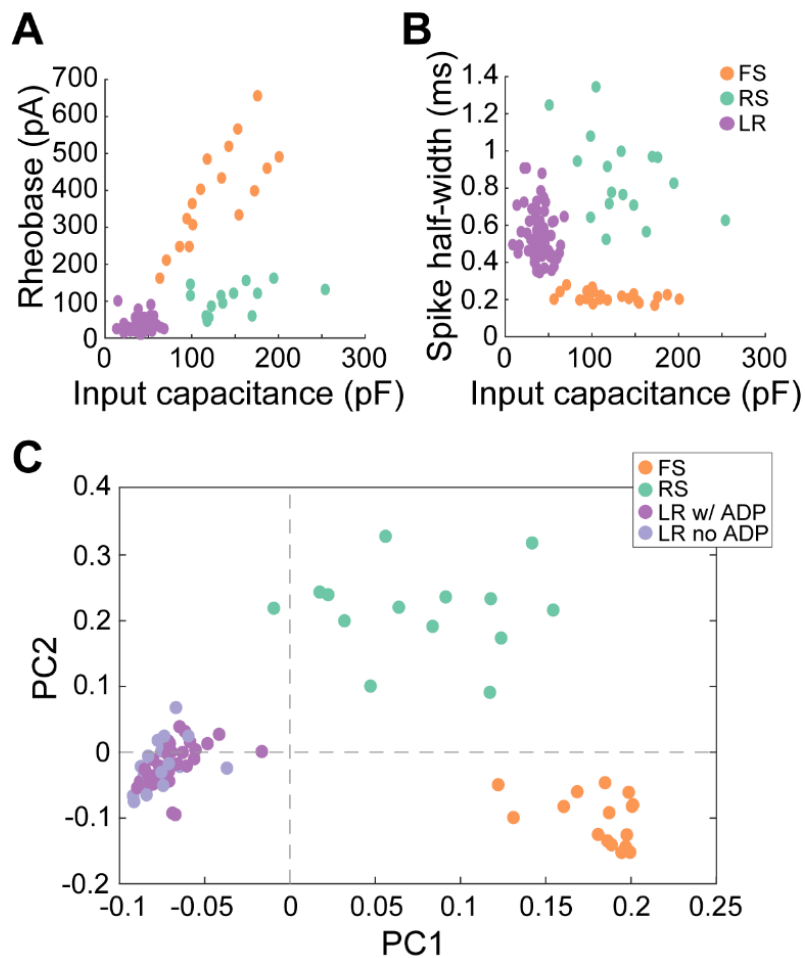 A
Rheobase (pA)
700
600
500
400
300
200
100
0
0 100 200 300
Input capacitance (pF)
B
Spike half-width (ms)
1.4
1.2
1
0.8
0.6
0.4
0.2
0
0 100 200 300
Input capacitance (pF)
FS
RS
LR
C
PC2
0.4
0.3
0.2
0.1
0
-0.1
-0.2
-0.1 -0.05 0 0.05 0.1 0.15 0.2 0.25
PC1
FS
RS
LR w/ ADP
LR no ADP